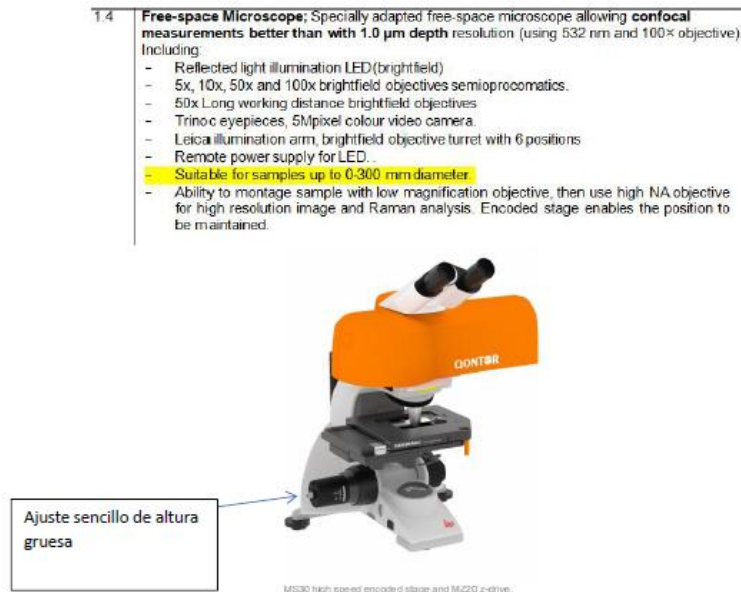 1.4 Free-space Microscope; Specially adapted free-space microscope allowing confocal
measurements better than with 1.0 µm depth resolution (using 532 nm and 100× objective)
Including:
- Reflected light illumination LED(brightfield)
- 5x, 10x, 50x and 100x brightfield objectives semioprocomatics.
- 50x Long working distance brightfield objectives
- Trinoc eyepieces, 5Mpixel colour video camera.
- Leica illumination arm, brightfield objective turret with 6 positions
- Remote power supply for LED. .
- Suitable for samples up to 0-300 mm diameter.
- Ability to montage sample with low magnification objective, then use high NA objective
for high resolution image and Raman analysis. Encoded stage enables the position to
be maintained.
QONTOR
Ajuste sencillo de altura
gruesa
MS30 high speed encoded stage and MZ20 z-drive.